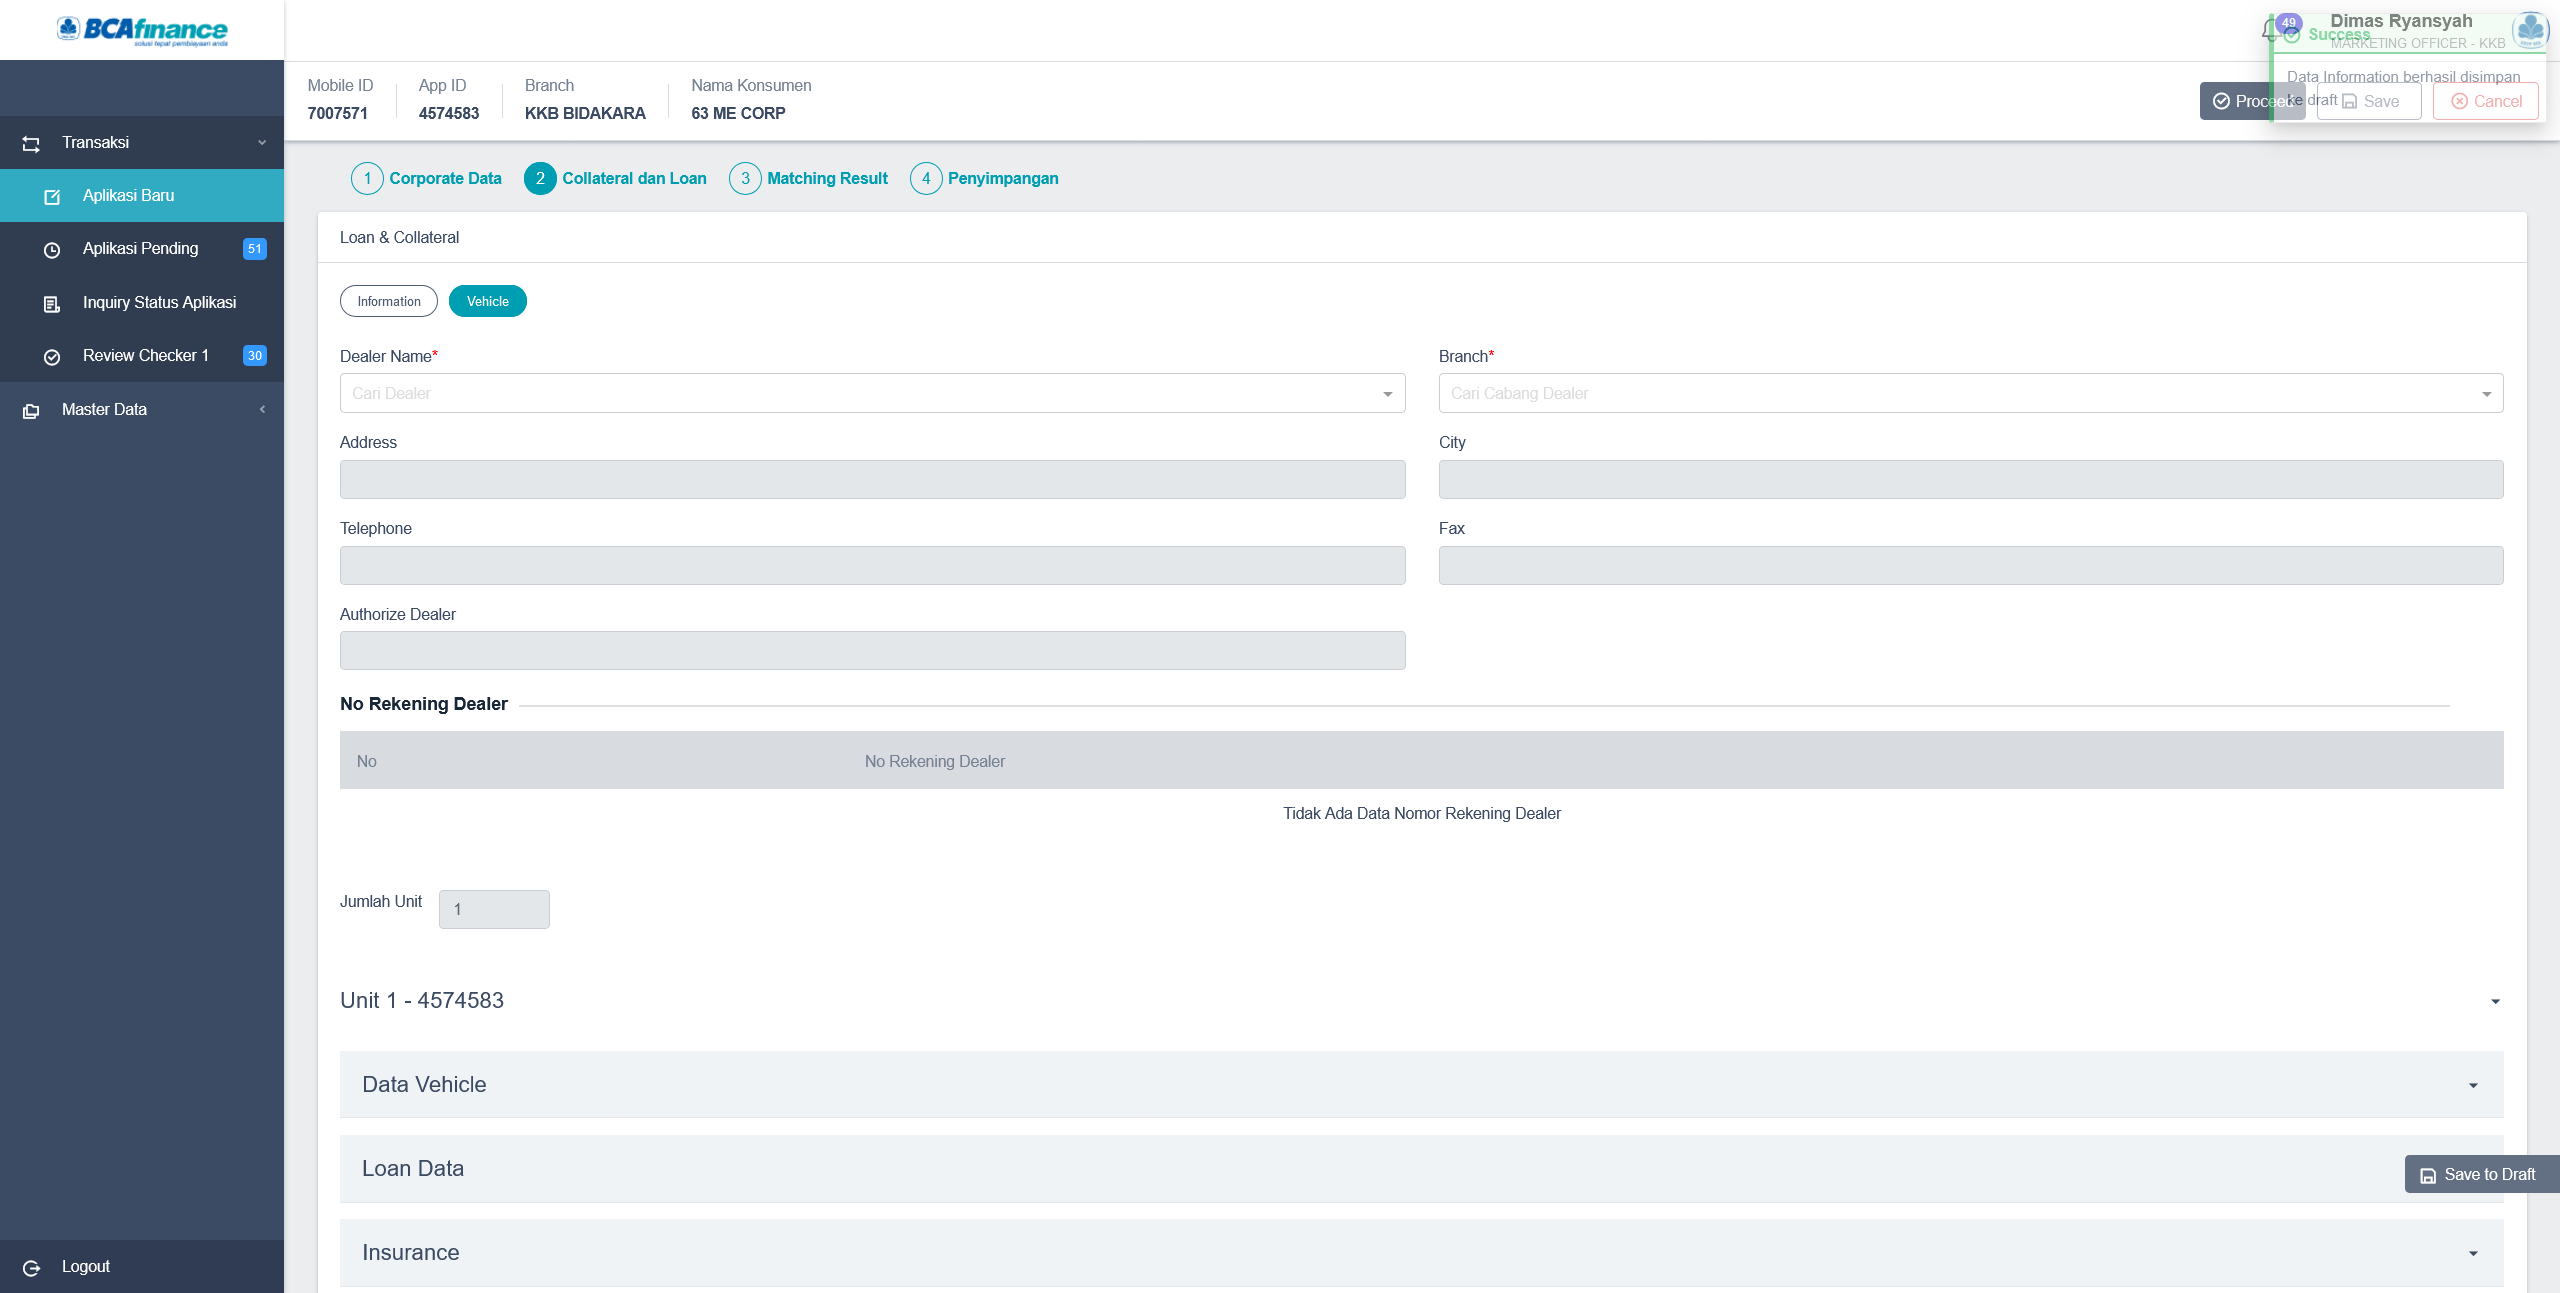 BCAfinance
solusi tepat pembiayaan anda
49
Dimas Ryansyah
MARKETING OFFICER - KKB
Success
Data Information berhasil disimpan
ke draft
Mobile ID
7007571
App ID
4574583
Branch
KKB BIDAKARA
Nama Konsumen
63 ME CORP
Proceed
Save
Cancel
Transaksi
Aplikasi Baru
Aplikasi Pending
51
Inquiry Status Aplikasi
Review Checker 1
30
Master Data
Logout
1 Corporate Data
2 Collateral dan Loan
3 Matching Result
4 Penyimpangan
Loan & Collateral
Information
Vehicle
Dealer Name*
Cari Dealer
Branch*
Cari Cabang Dealer
Address
City
Telephone
Fax
Authorize Dealer
No Rekening Dealer
No
No Rekening Dealer
Tidak Ada Data Nomor Rekening Dealer
Jumlah Unit
1
Unit 1 - 4574583
Data Vehicle
Loan Data
Save to Draft
Insurance